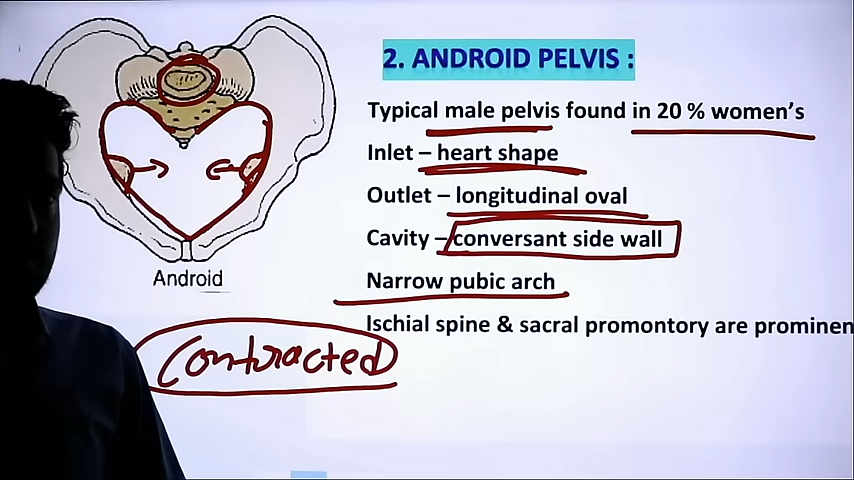 2. ANDROID PELVIS :
Typical male pelvis found in 20 % women's
Inlet – heart shape
Outlet – longitudinal oval
Cavity – conversant side wall
Narrow pubic arch
Ischial spine & sacral promontory are prominen
Android
Contracted